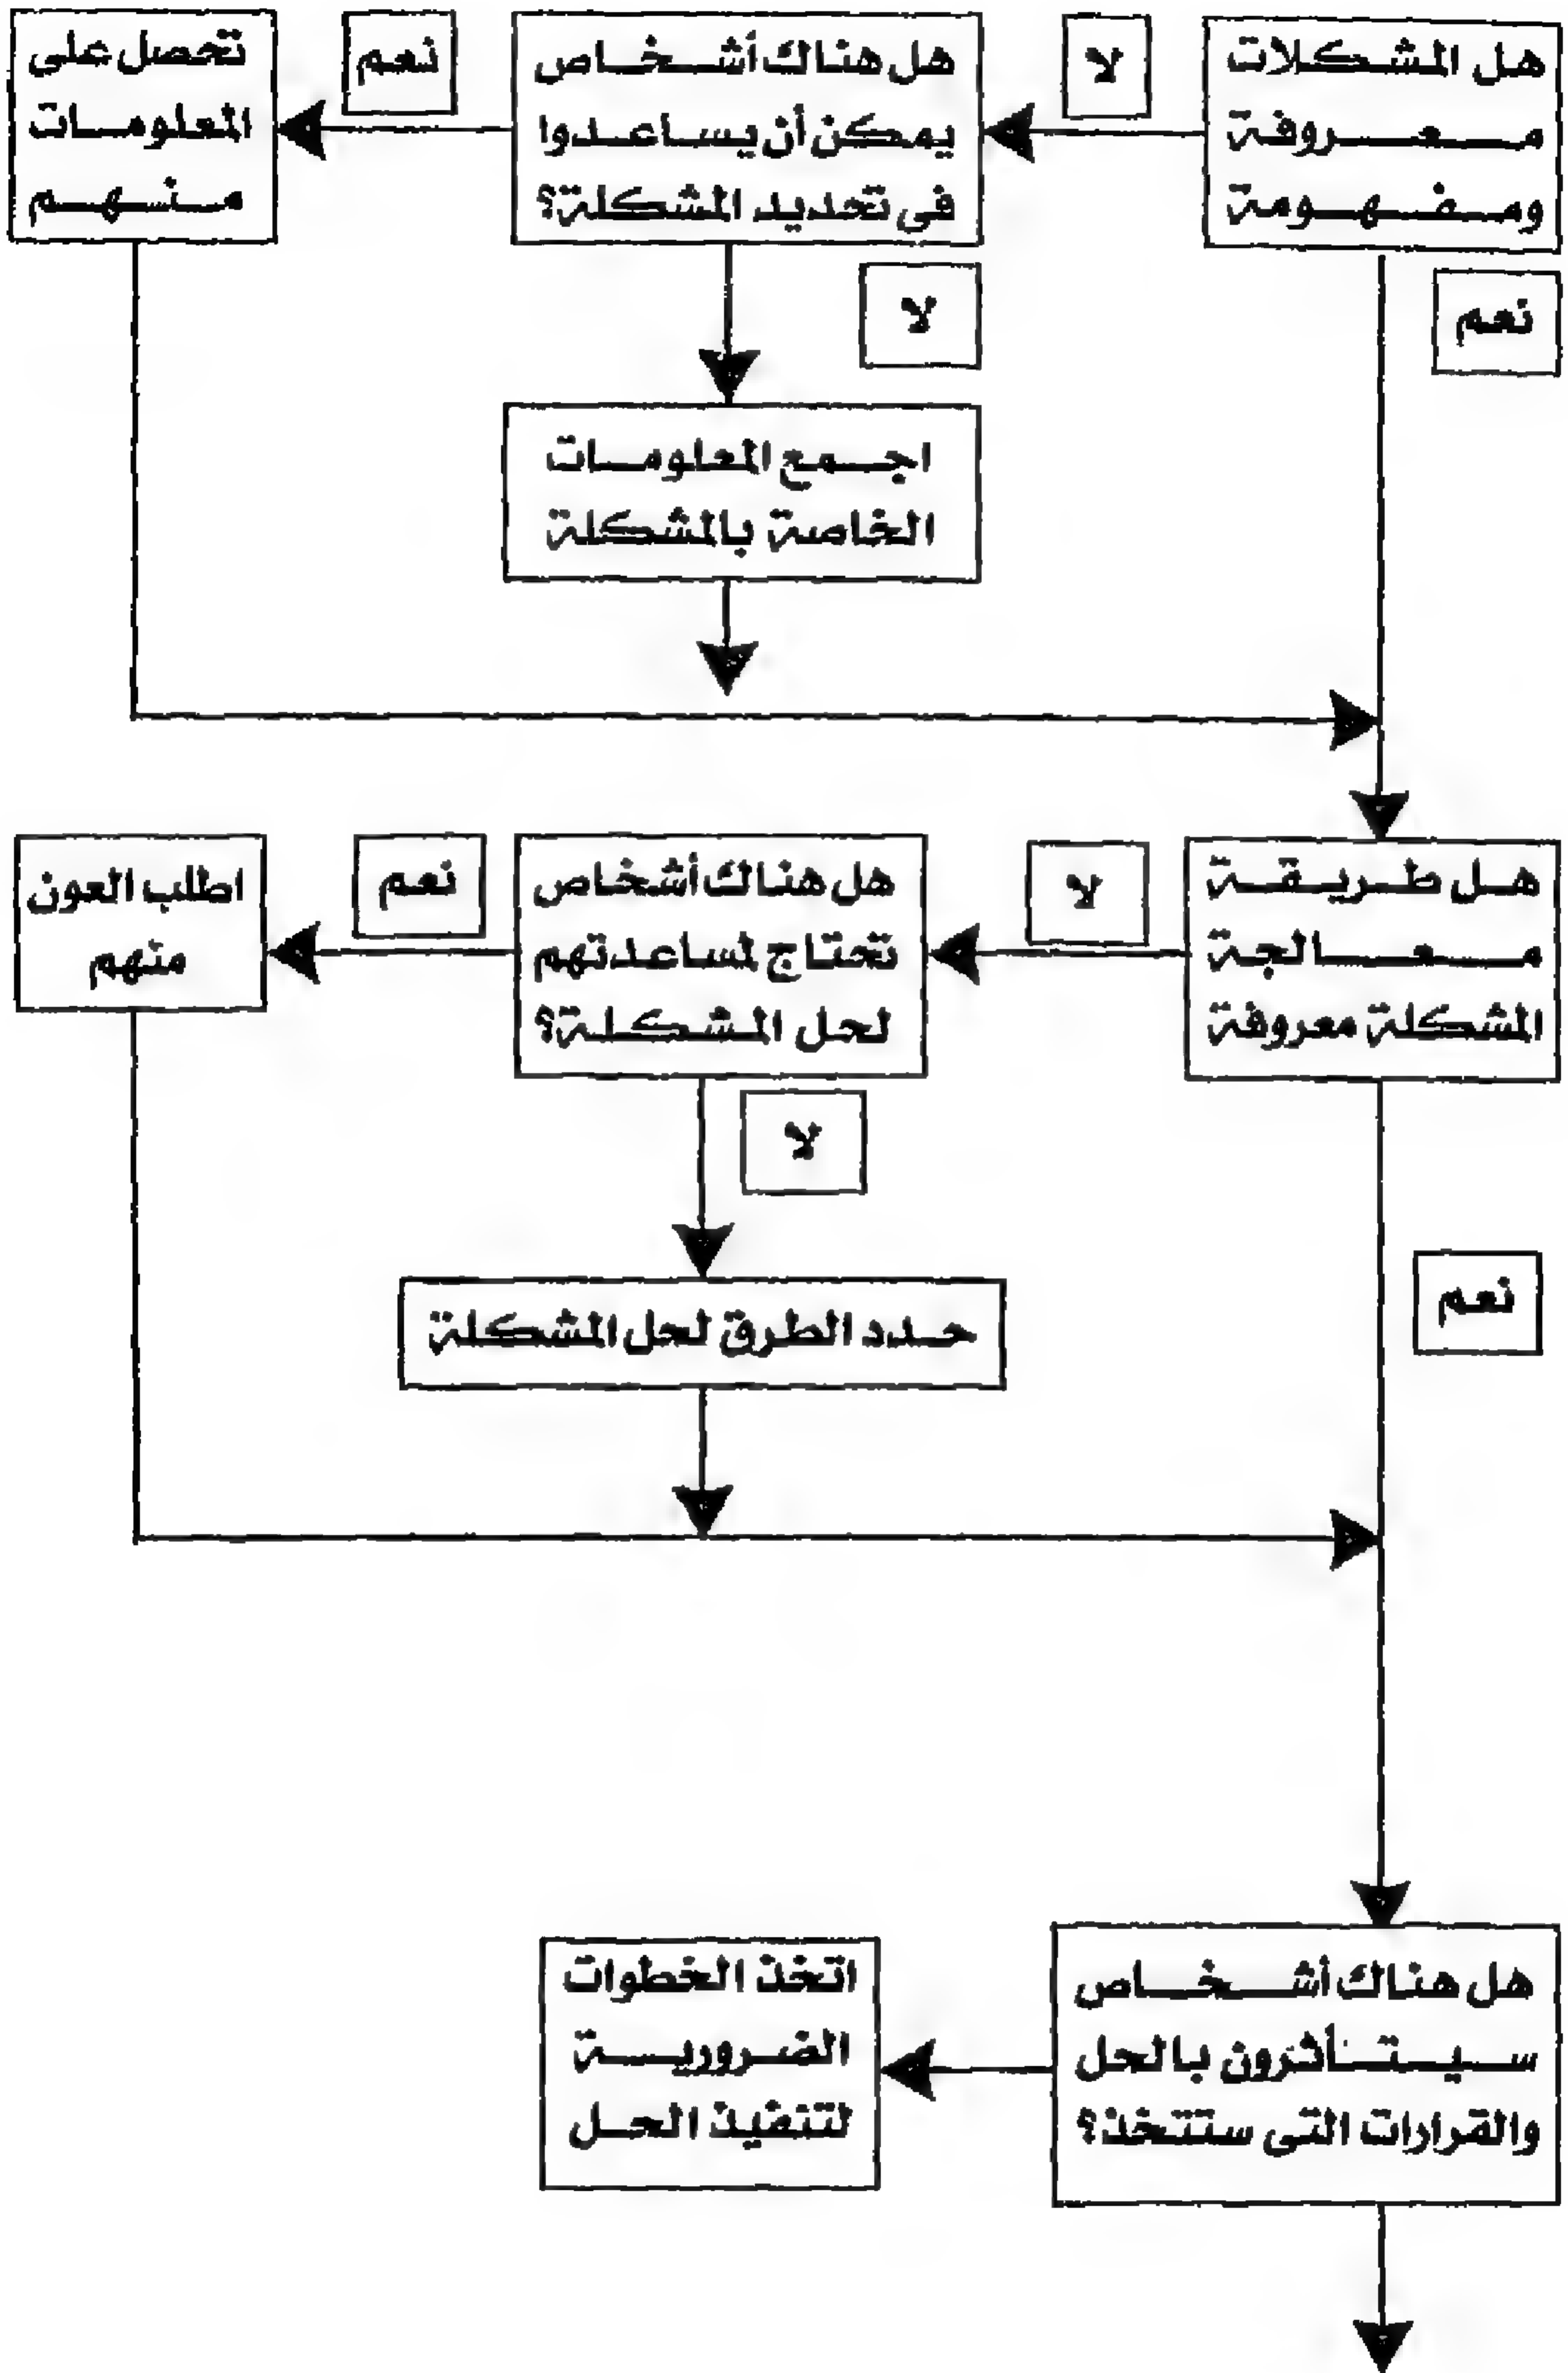 هل المشكلات
معروفة
ومفهومة
لا
هل هناك أشخاص
يمكن أن يساعدوا
فى تحديد المشكلة؟
نعم
تحصل على
المعلومات
منهم
نعم
لا
اجمع المعلومات
الخاصة بالمشكلة
هل طريقة
معالجة
المشكلة معروفة
لا
هل هناك أشخاص
تحتاج لمساعدتهم
لحل المشكلة؟
نعم
اطلب العون
منهم
لا
نعم
حدد الطرق لحل المشكلة
هل هناك أشخاص
سيتأثرون بالحل
والقرارات التى ستتخذ؟
اتخذ الخطوات
الضرورية
لتنفيذ الحل